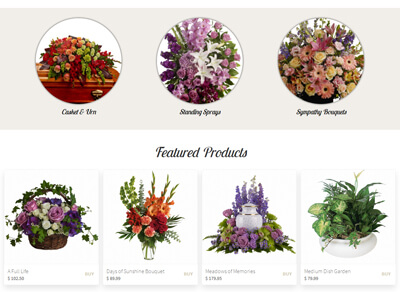 Casket & Urn
Standing Sprays
Sympathy Bouquets
Featured Products
A Full Life
BUY
$ 102.50
Days of Sunshine Bouquet
BUY
$ 89.99
Meadows of Memories
BUY
$ 179.95
Medium Dish Garden
BUY
$ 79.99